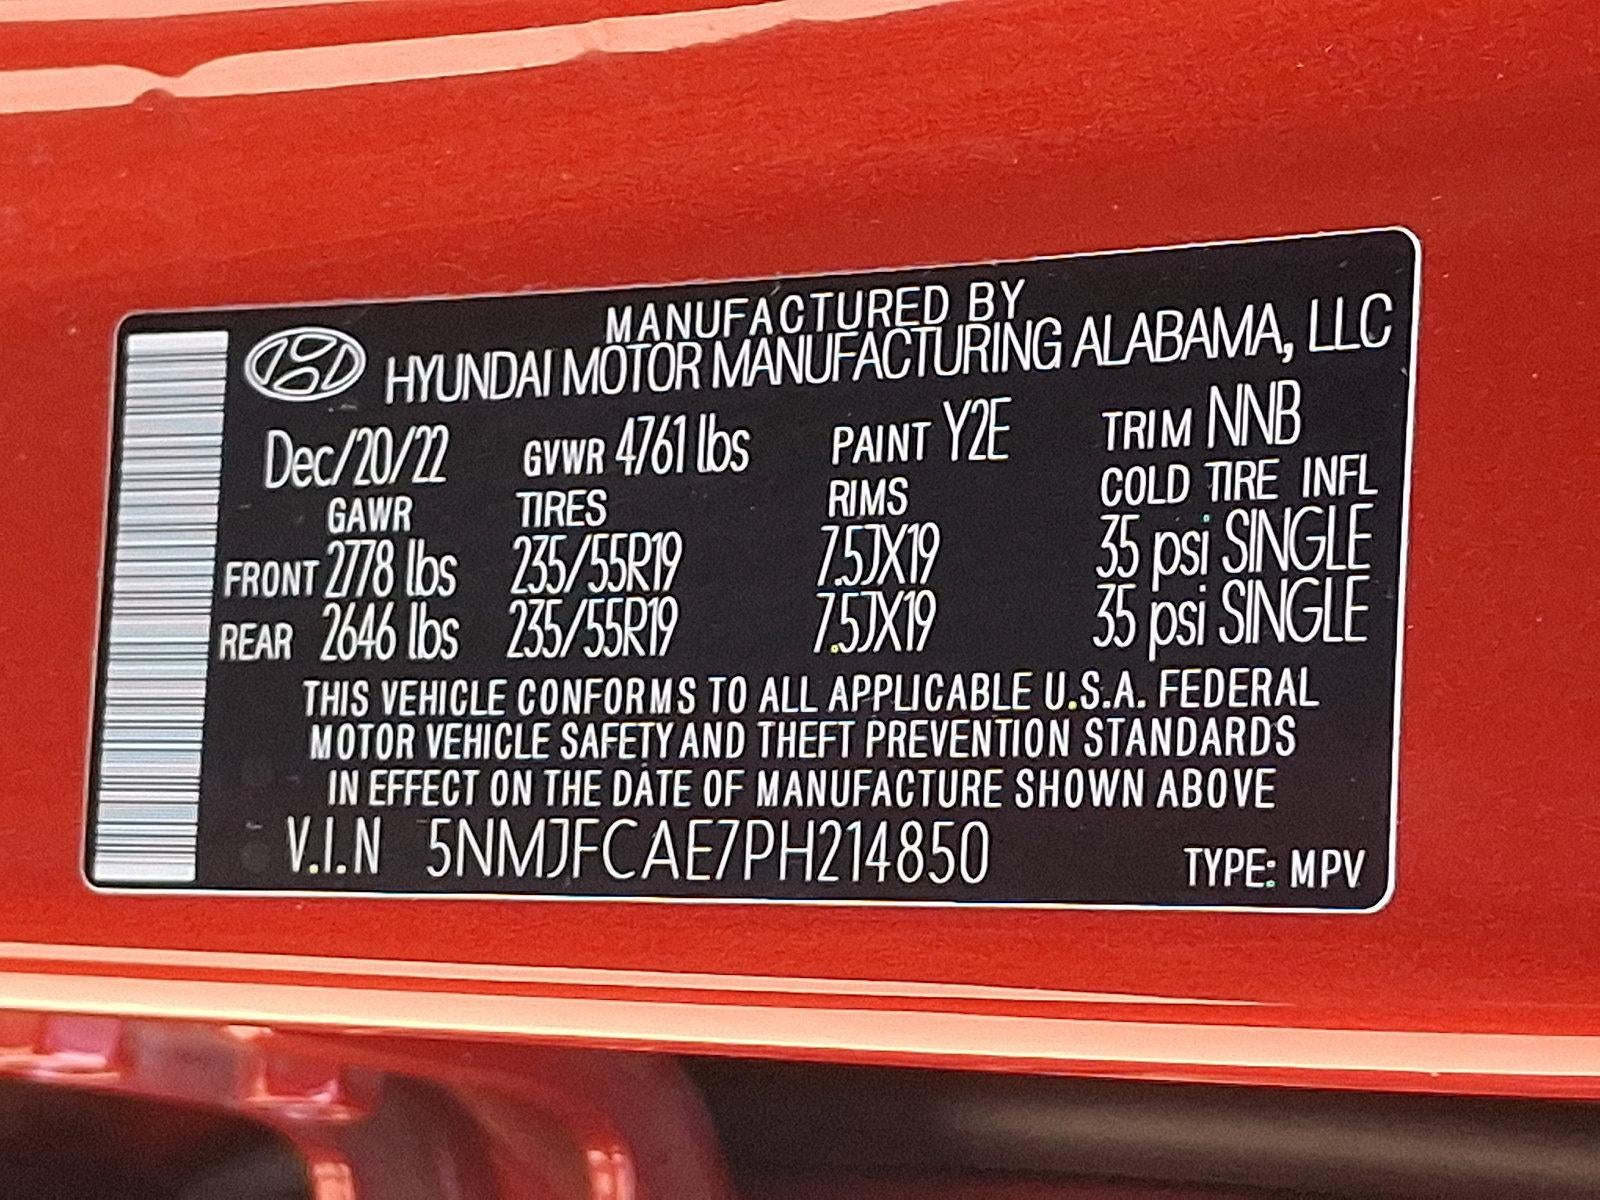 MANUFACTURED BY
HYUNDAI MOTOR MANUFACTURING ALABAMA, LLC
Dec/20/22 GVWR 4761 lbs PAINT Y2E TRIM NNB
GAWR TIRES RIMS COLD TIRE INFL
FRONT 2778 lbs 235/55R19 7.5JX19 35 psi SINGLE
REAR 2646 lbs 235/55R19 7.5JX19 35 psi SINGLE
THIS VEHICLE CONFORMS TO ALL APPLICABLE U.S.A. FEDERAL
MOTOR VEHICLE SAFETY AND THEFT PREVENTION STANDARDS
IN EFFECT ON THE DATE OF MANUFACTURE SHOWN ABOVE
V.I.N 5NMJFCAE7PH214850 TYPE: MPV